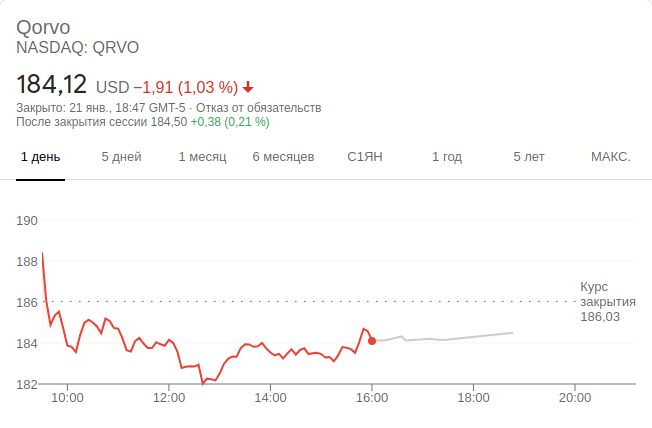 Qorvo
NASDAQ: QRVO
184,12 USD −1,91 (1,03 %)
Закрыто: 21 янв., 18:47 GMT-5 · Отказ от обязательств
После закрытия сессии 184,50 +0,38 (0,21 %)
1 день 5 дней 1 месяц 6 месяцев С1ЯН 1 год 5 лет МАКС.
190
188
186
184
182
Курс
закрытия
186,03
10:00 12:00 14:00 16:00 18:00 20:00